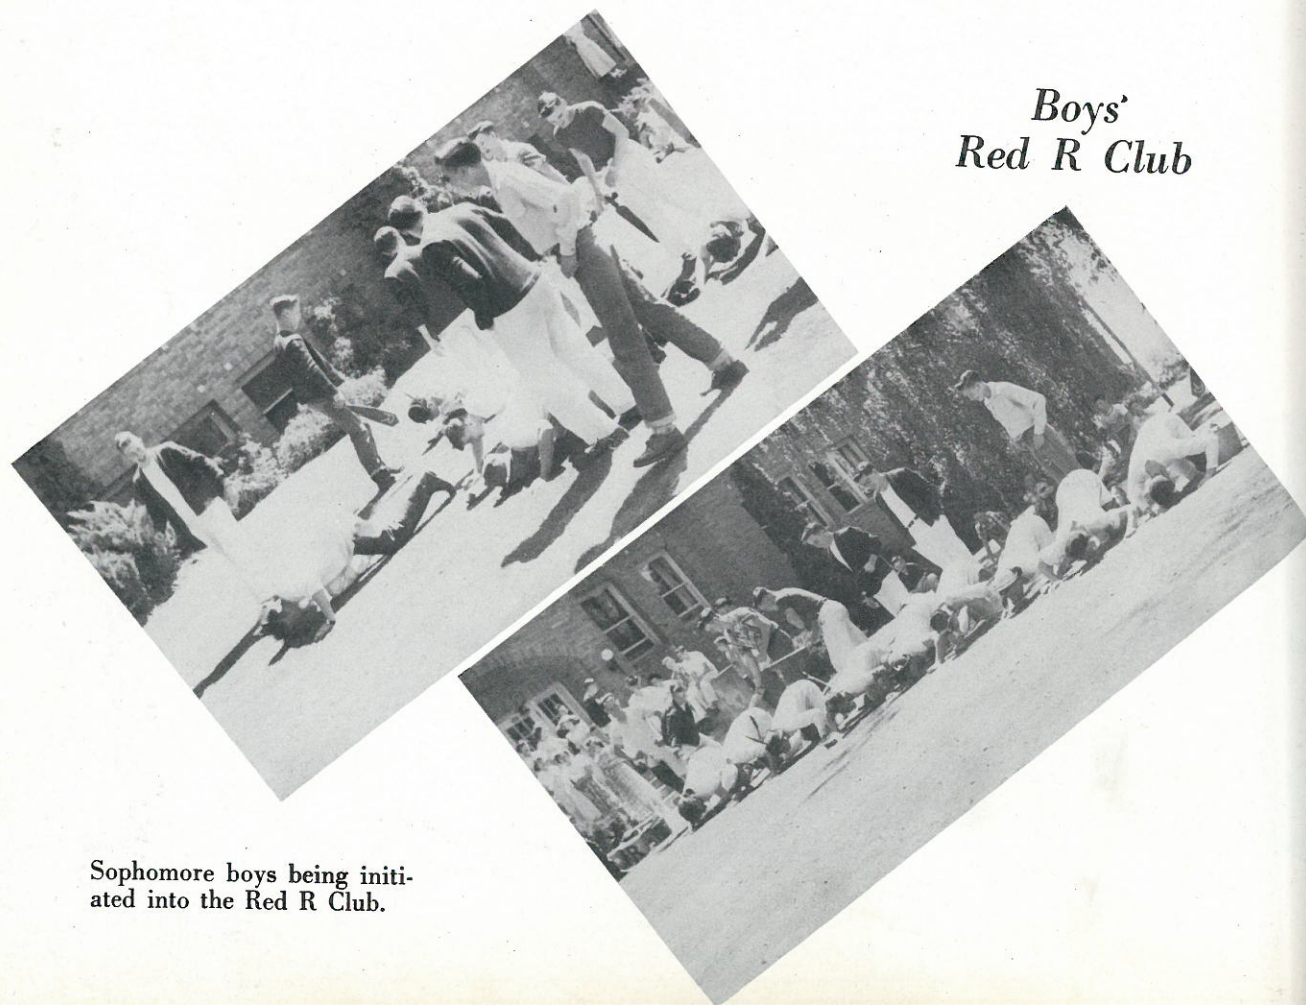 Boys'
Red R Club
Sophomore boys being initi-
ated into the Red R Club.